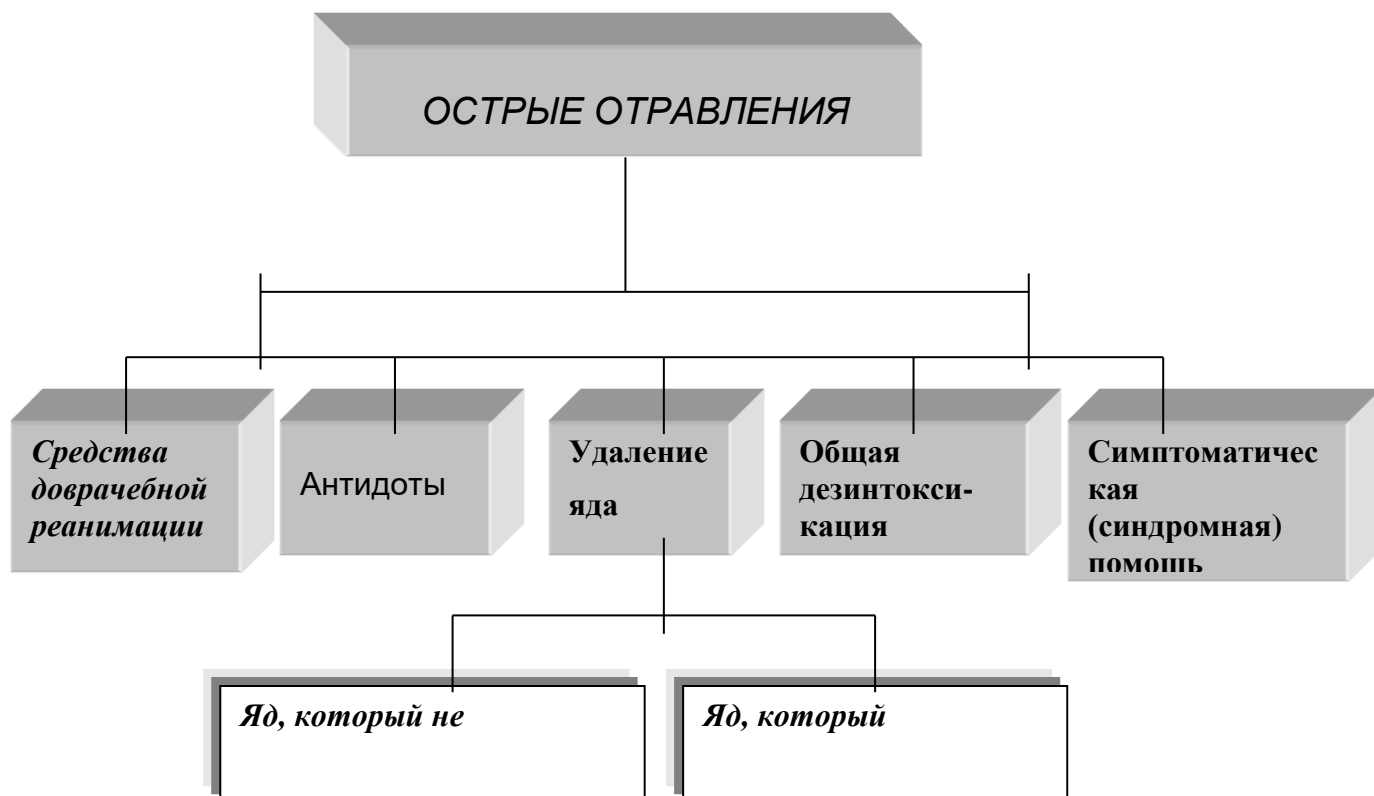 ОСТРЫЕ ОТРАВЛЕНИЯ
Средства
доврачебной
реанимации
Антидоты
Удаление
яда
Общая
дезинтокси-
кация
Симптоматичес
кая
(синдромная)
помощь
Яд, который не
Яд, который